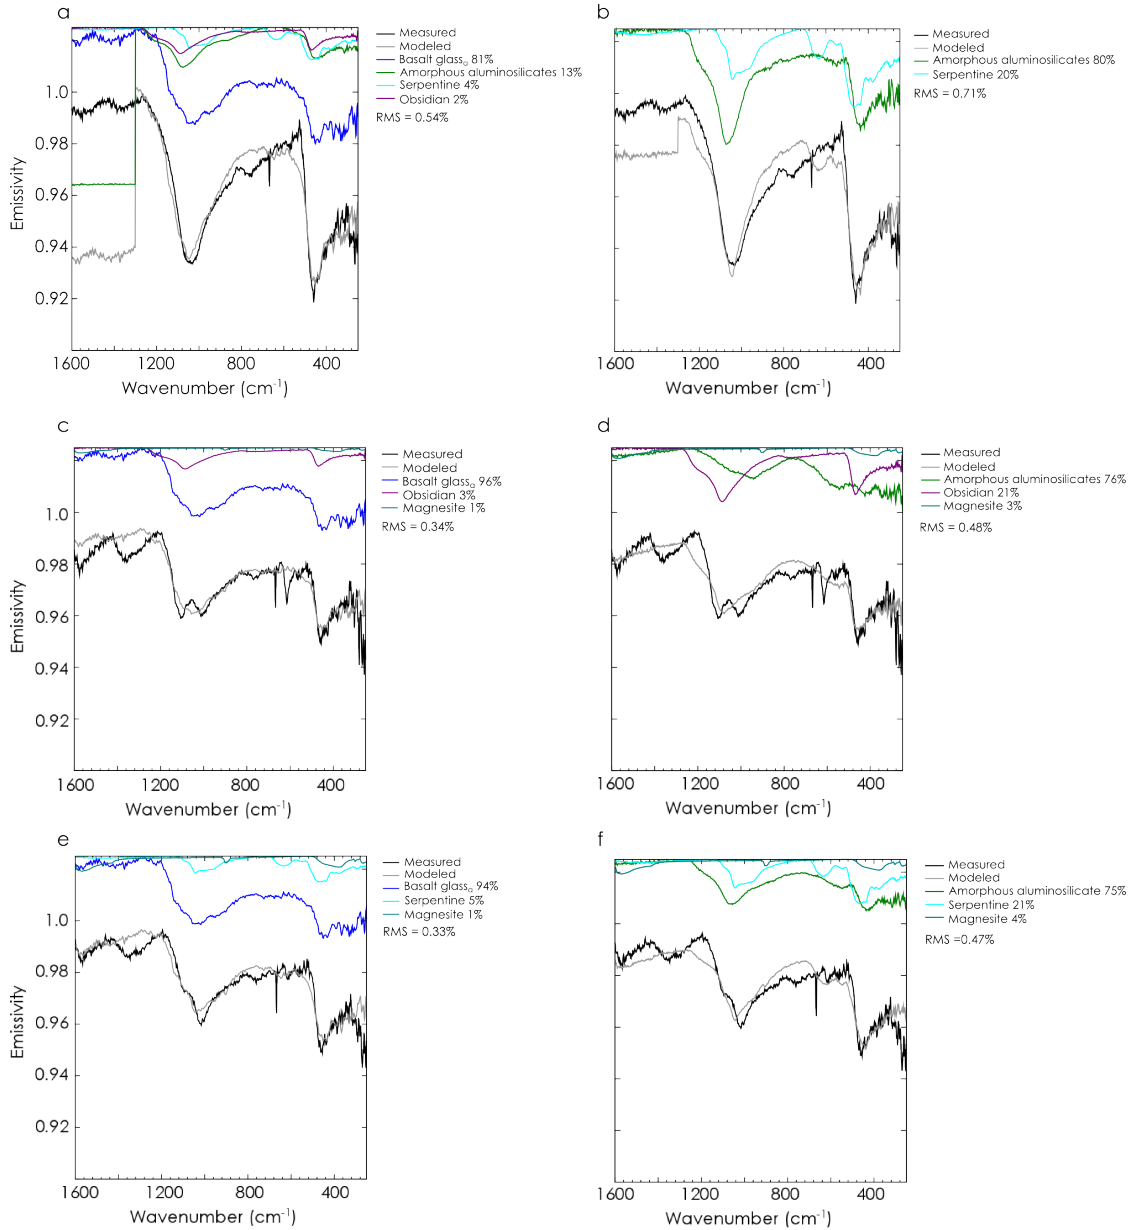 a
Measured
Modeled
Basalt glassₐ 81%
Amorphous aluminosilicates 13%
Serpentine 4%
Obsidian 2%
RMS = 0.54%
1.0
0.98
0.96
0.94
0.92
Emissivity
1600
1200
800
400
Wavenumber (cm⁻¹)
b
Measured
Modeled
Amorphous aluminosilicates 80%
Serpentine 20%
RMS = 0.71%
1600
1200
800
400
Wavenumber (cm⁻¹)
c
Measured
Modeled
Basalt glassₐ 96%
Obsidian 3%
Magnesite 1%
RMS = 0.34%
1.0
0.98
0.96
0.94
0.92
Emissivity
1600
1200
800
400
Wavenumber (cm⁻¹)
d
Measured
Modeled
Amorphous aluminosilicates 76%
Obsidian 21%
Magnesite 3%
RMS = 0.48%
1600
1200
800
400
Wavenumber (cm⁻¹)
e
Measured
Modeled
Basalt glassₐ 94%
Serpentine 5%
Magnesite 1%
RMS = 0.33%
1.0
0.98
0.96
0.94
0.92
Emissivity
1600
1200
800
400
Wavenumber (cm⁻¹)
f
Measured
Modeled
Amorphous aluminosilicate 75%
Serpentine 21%
Magnesite 4%
RMS =0.47%
1600
1200
800
400
Wavenumber (cm⁻¹)